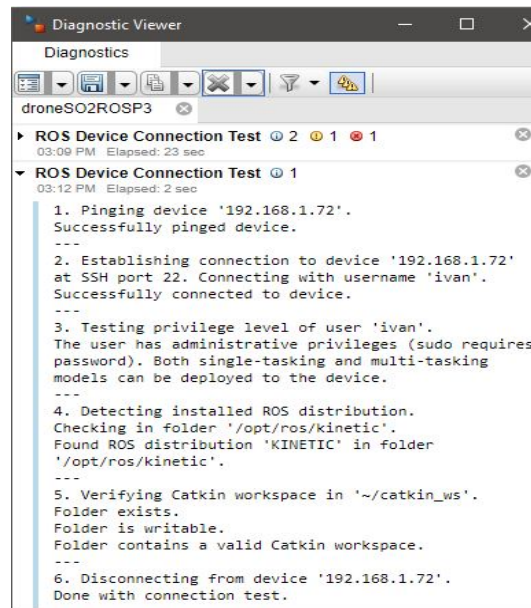 Diagnostic Viewer
Diagnostics
droneSO2ROSP3
ROS Device Connection Test 2 1 1
03:09 PM Elapsed: 23 sec
ROS Device Connection Test 1
03:12 PM Elapsed: 2 sec
1. Pinging device '192.168.1.72'.
Successfully pinged device.
---
2. Establishing connection to device '192.168.1.72'
at SSH port 22. Connecting with username 'ivan'.
Successfully connected to device.
---
3. Testing privilege level of user 'ivan'.
The user has administrative privileges (sudo requires
password). Both single-tasking and multi-tasking
models can be deployed to the device.
---
4. Detecting installed ROS distribution.
Checking in folder '/opt/ros/kinetic'.
Found ROS distribution 'KINETIC' in folder
'/opt/ros/kinetic'.
---
5. Verifying Catkin workspace in '~/catkin_ws'.
Folder exists.
Folder is writable.
Folder contains a valid Catkin workspace.
---
6. Disconnecting from device '192.168.1.72'.
Done with connection test.